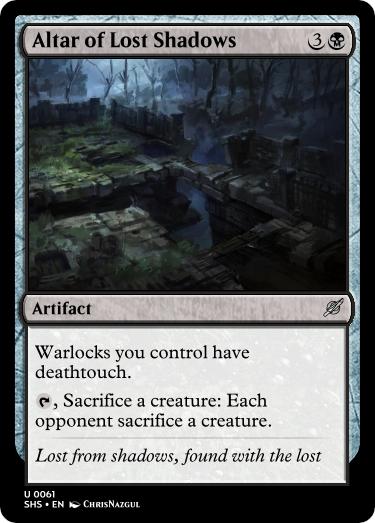 Altar of Lost Shadows 3
Artifact
Warlocks you control have
deathtouch.
, Sacrifice a creature: Each
opponent sacrifice a creature.
Lost from shadows, found with the lost
U 0061
SHS • EN ChrisNazgul